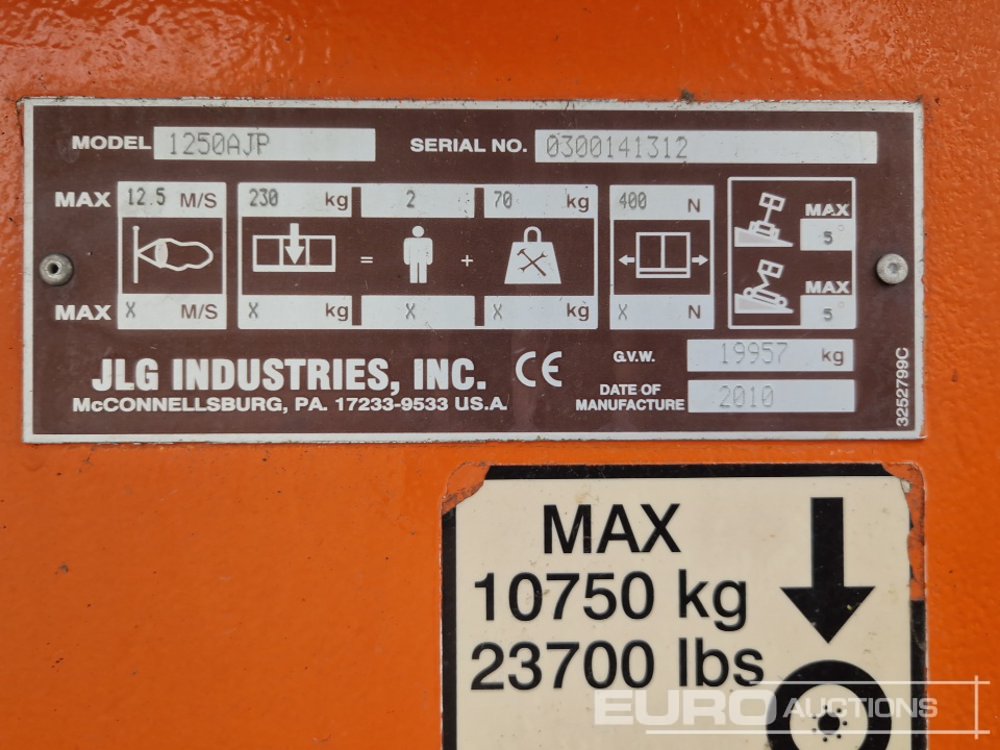 MODEL 1250AJP SERIAL NO. 0300141312
MAX 12.5 M/S 230 kg 2 70 kg 400 N MAX 5°
= +
MAX X M/S X kg X X kg X N MAX 5°
JLG INDUSTRIES, INC. CE G.V.W. 19957 kg
McCONNELLSBURG, PA. 17233-9533 U.S.A.
DATE OF MANUFACTURE 2010
3252799C
MAX
10750 kg
23700 lbs
EURO AUCTIONS